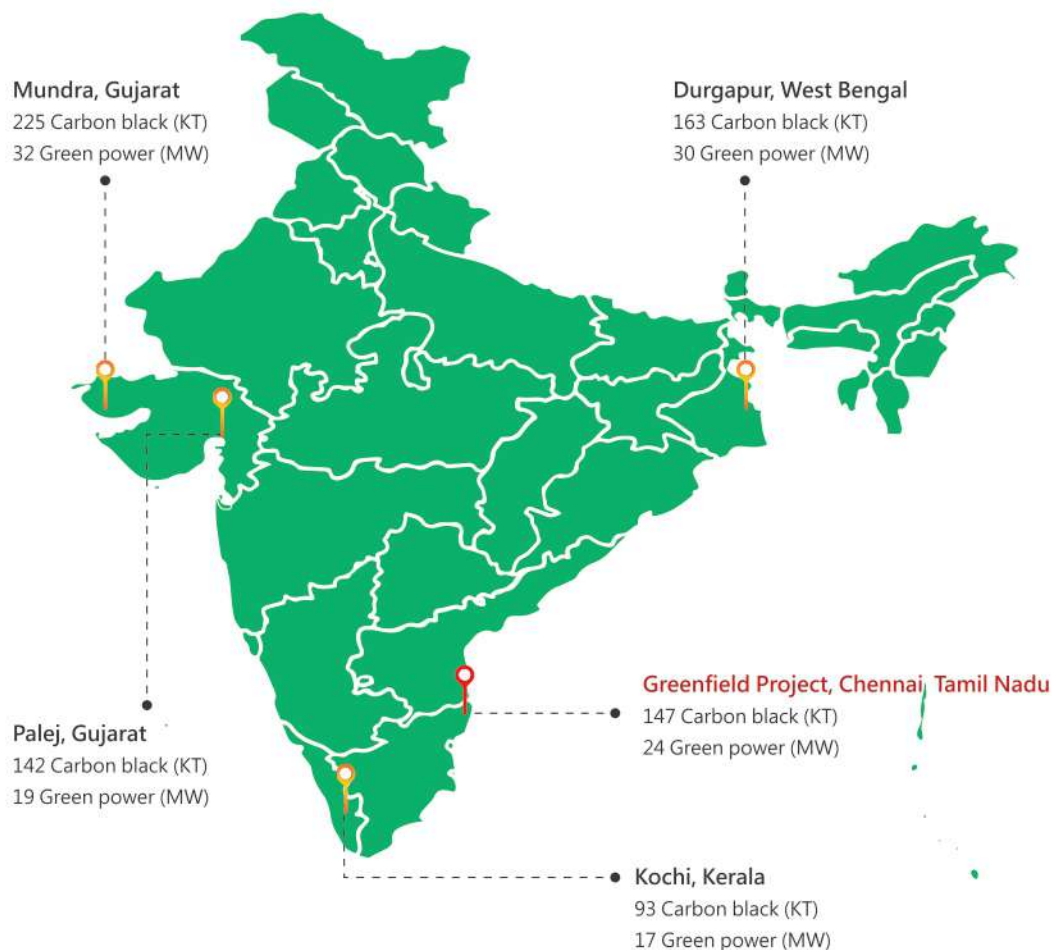 Mundra, Gujarat
225 Carbon black (KT)
32 Green power (MW)
Durgapur, West Bengal
163 Carbon black (KT)
30 Green power (MW)
Greenfield Project, Chennai, Tamil Nadu
147 Carbon black (KT)
24 Green power (MW)
Palej, Gujarat
142 Carbon black (KT)
19 Green power (MW)
Kochi, Kerala
93 Carbon black (KT)
17 Green power (MW)